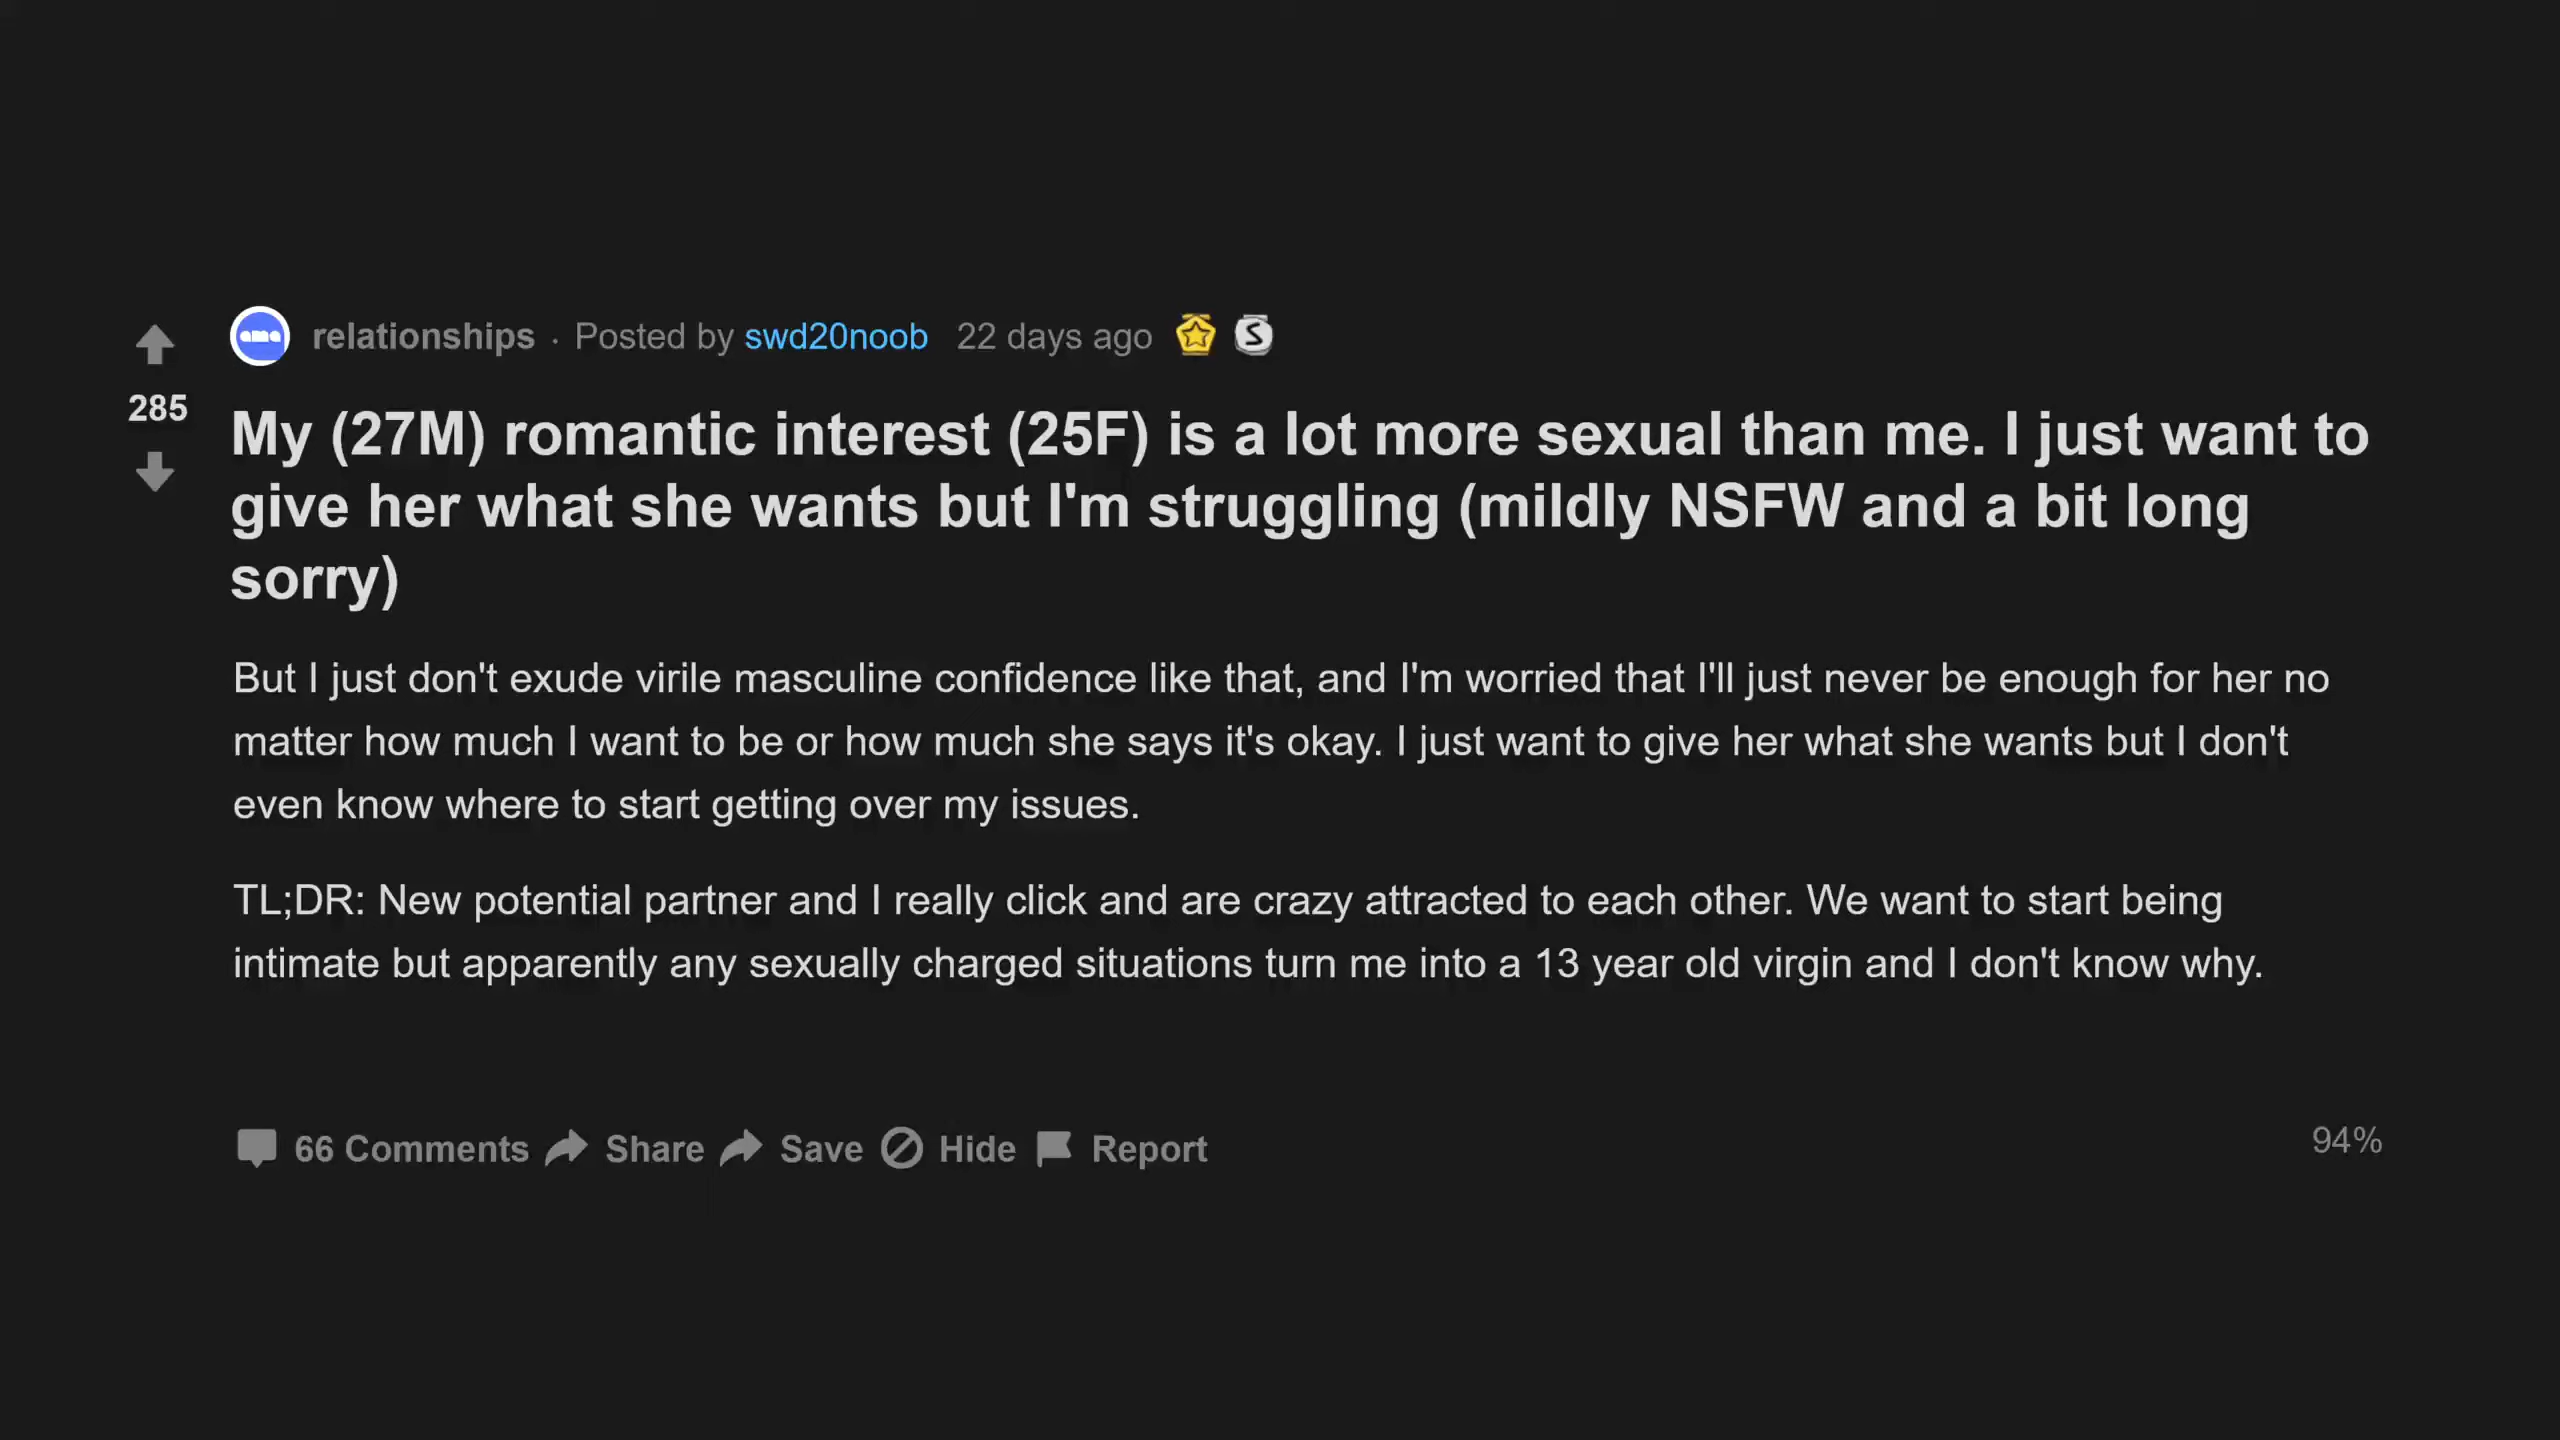 relationships · Posted by swd20noob 22 days ago
285
My (27M) romantic interest (25F) is a lot more sexual than me. I just want to
give her what she wants but I'm struggling (mildly NSFW and a bit long
sorry)
But I just don't exude virile masculine confidence like that, and I'm worried that I'll just never be enough for her no
matter how much I want to be or how much she says it's okay. I just want to give her what she wants but I don't
even know where to start getting over my issues.
TL;DR: New potential partner and I really click and are crazy attracted to each other. We want to start being
intimate but apparently any sexually charged situations turn me into a 13 year old virgin and I don't know why.
66 Comments Share Save Hide Report 94%